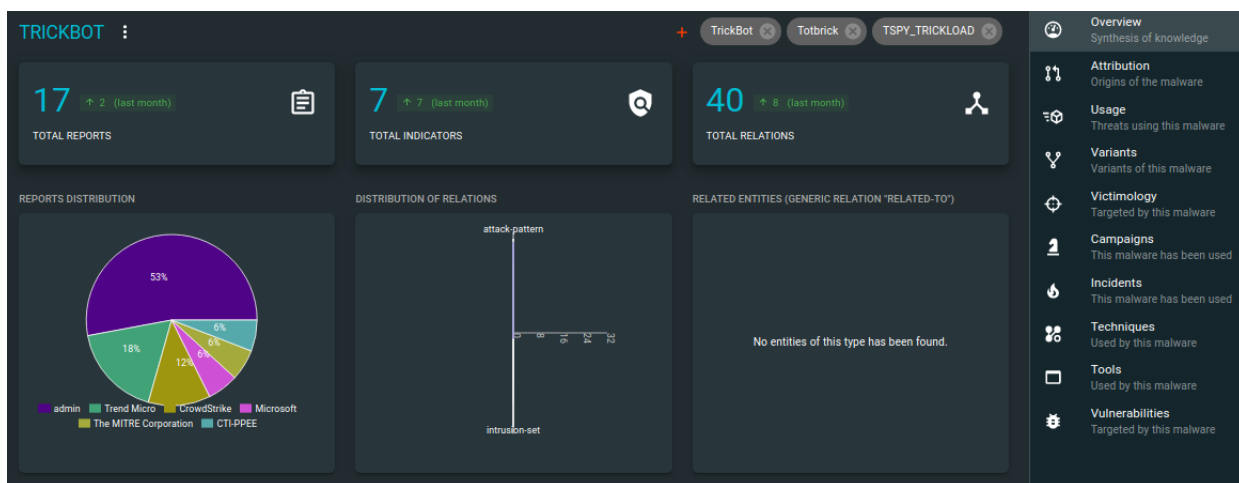 TRICKBOT
+ TrickBot Totbrick TSPY_TRICKLOAD
17 ↑ 2 (last month)
TOTAL REPORTS
7 ↑ 7 (last month)
TOTAL INDICATORS
40 ↑ 8 (last month)
TOTAL RELATIONS
REPORTS DISTRIBUTION
53%
18%
12%
6%
6%
6%
admin Trend Micro CrowdStrike Microsoft
The MITRE Corporation CTI-PPEE
DISTRIBUTION OF RELATIONS
attack-pattern
0 8 16 24 32
intrusion-set
RELATED ENTITIES (GENERIC RELATION "RELATED-TO")
No entities of this type has been found.
Overview
Synthesis of knowledge
Attribution
Origins of the malware
Usage
Threats using this malware
Variants
Variants of this malware
Victimology
Targeted by this malware
Campaigns
This malware has been used
Incidents
This malware has been used
Techniques
Used by this malware
Tools
Used by this malware
Vulnerabilities
Targeted by this malware